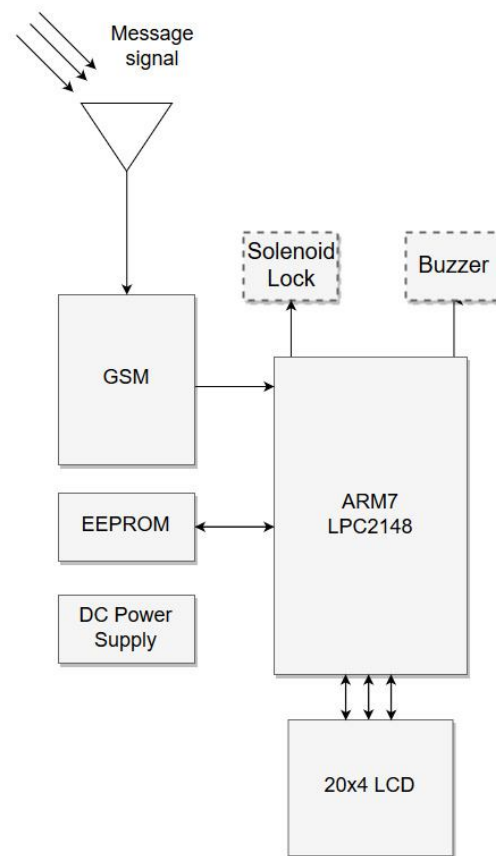 Message
signal
Solenoid
Lock
Buzzer
GSM
ARM7
LPC2148
EEPROM
DC Power
Supply
20x4 LCD